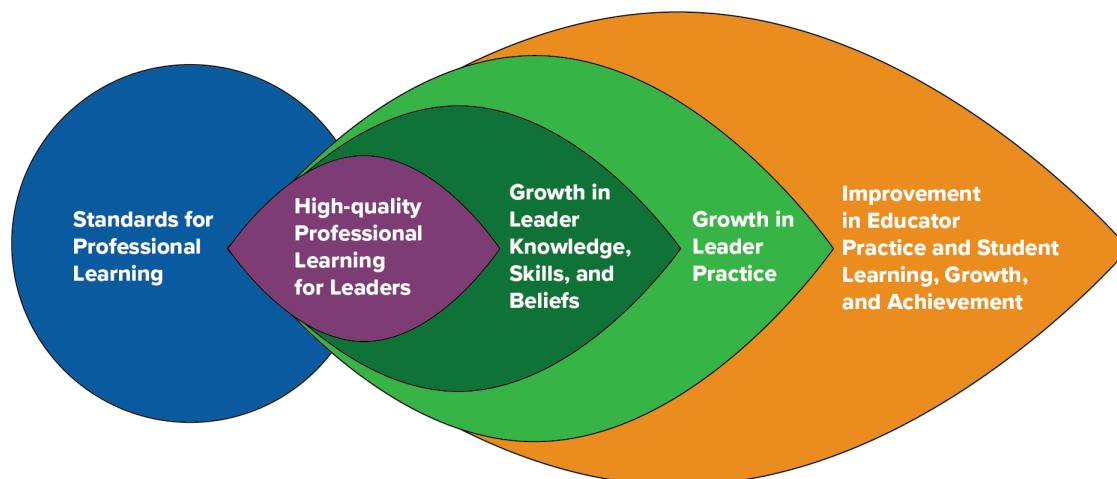 Standards for
Professional
Learning
High-quality
Professional
Learning
for Leaders
Growth in
Leader
Knowledge,
Skills, and
Beliefs
Growth in
Leader
Practice
Improvement
in Educator
Practice and Student
Learning, Growth,
and Achievement